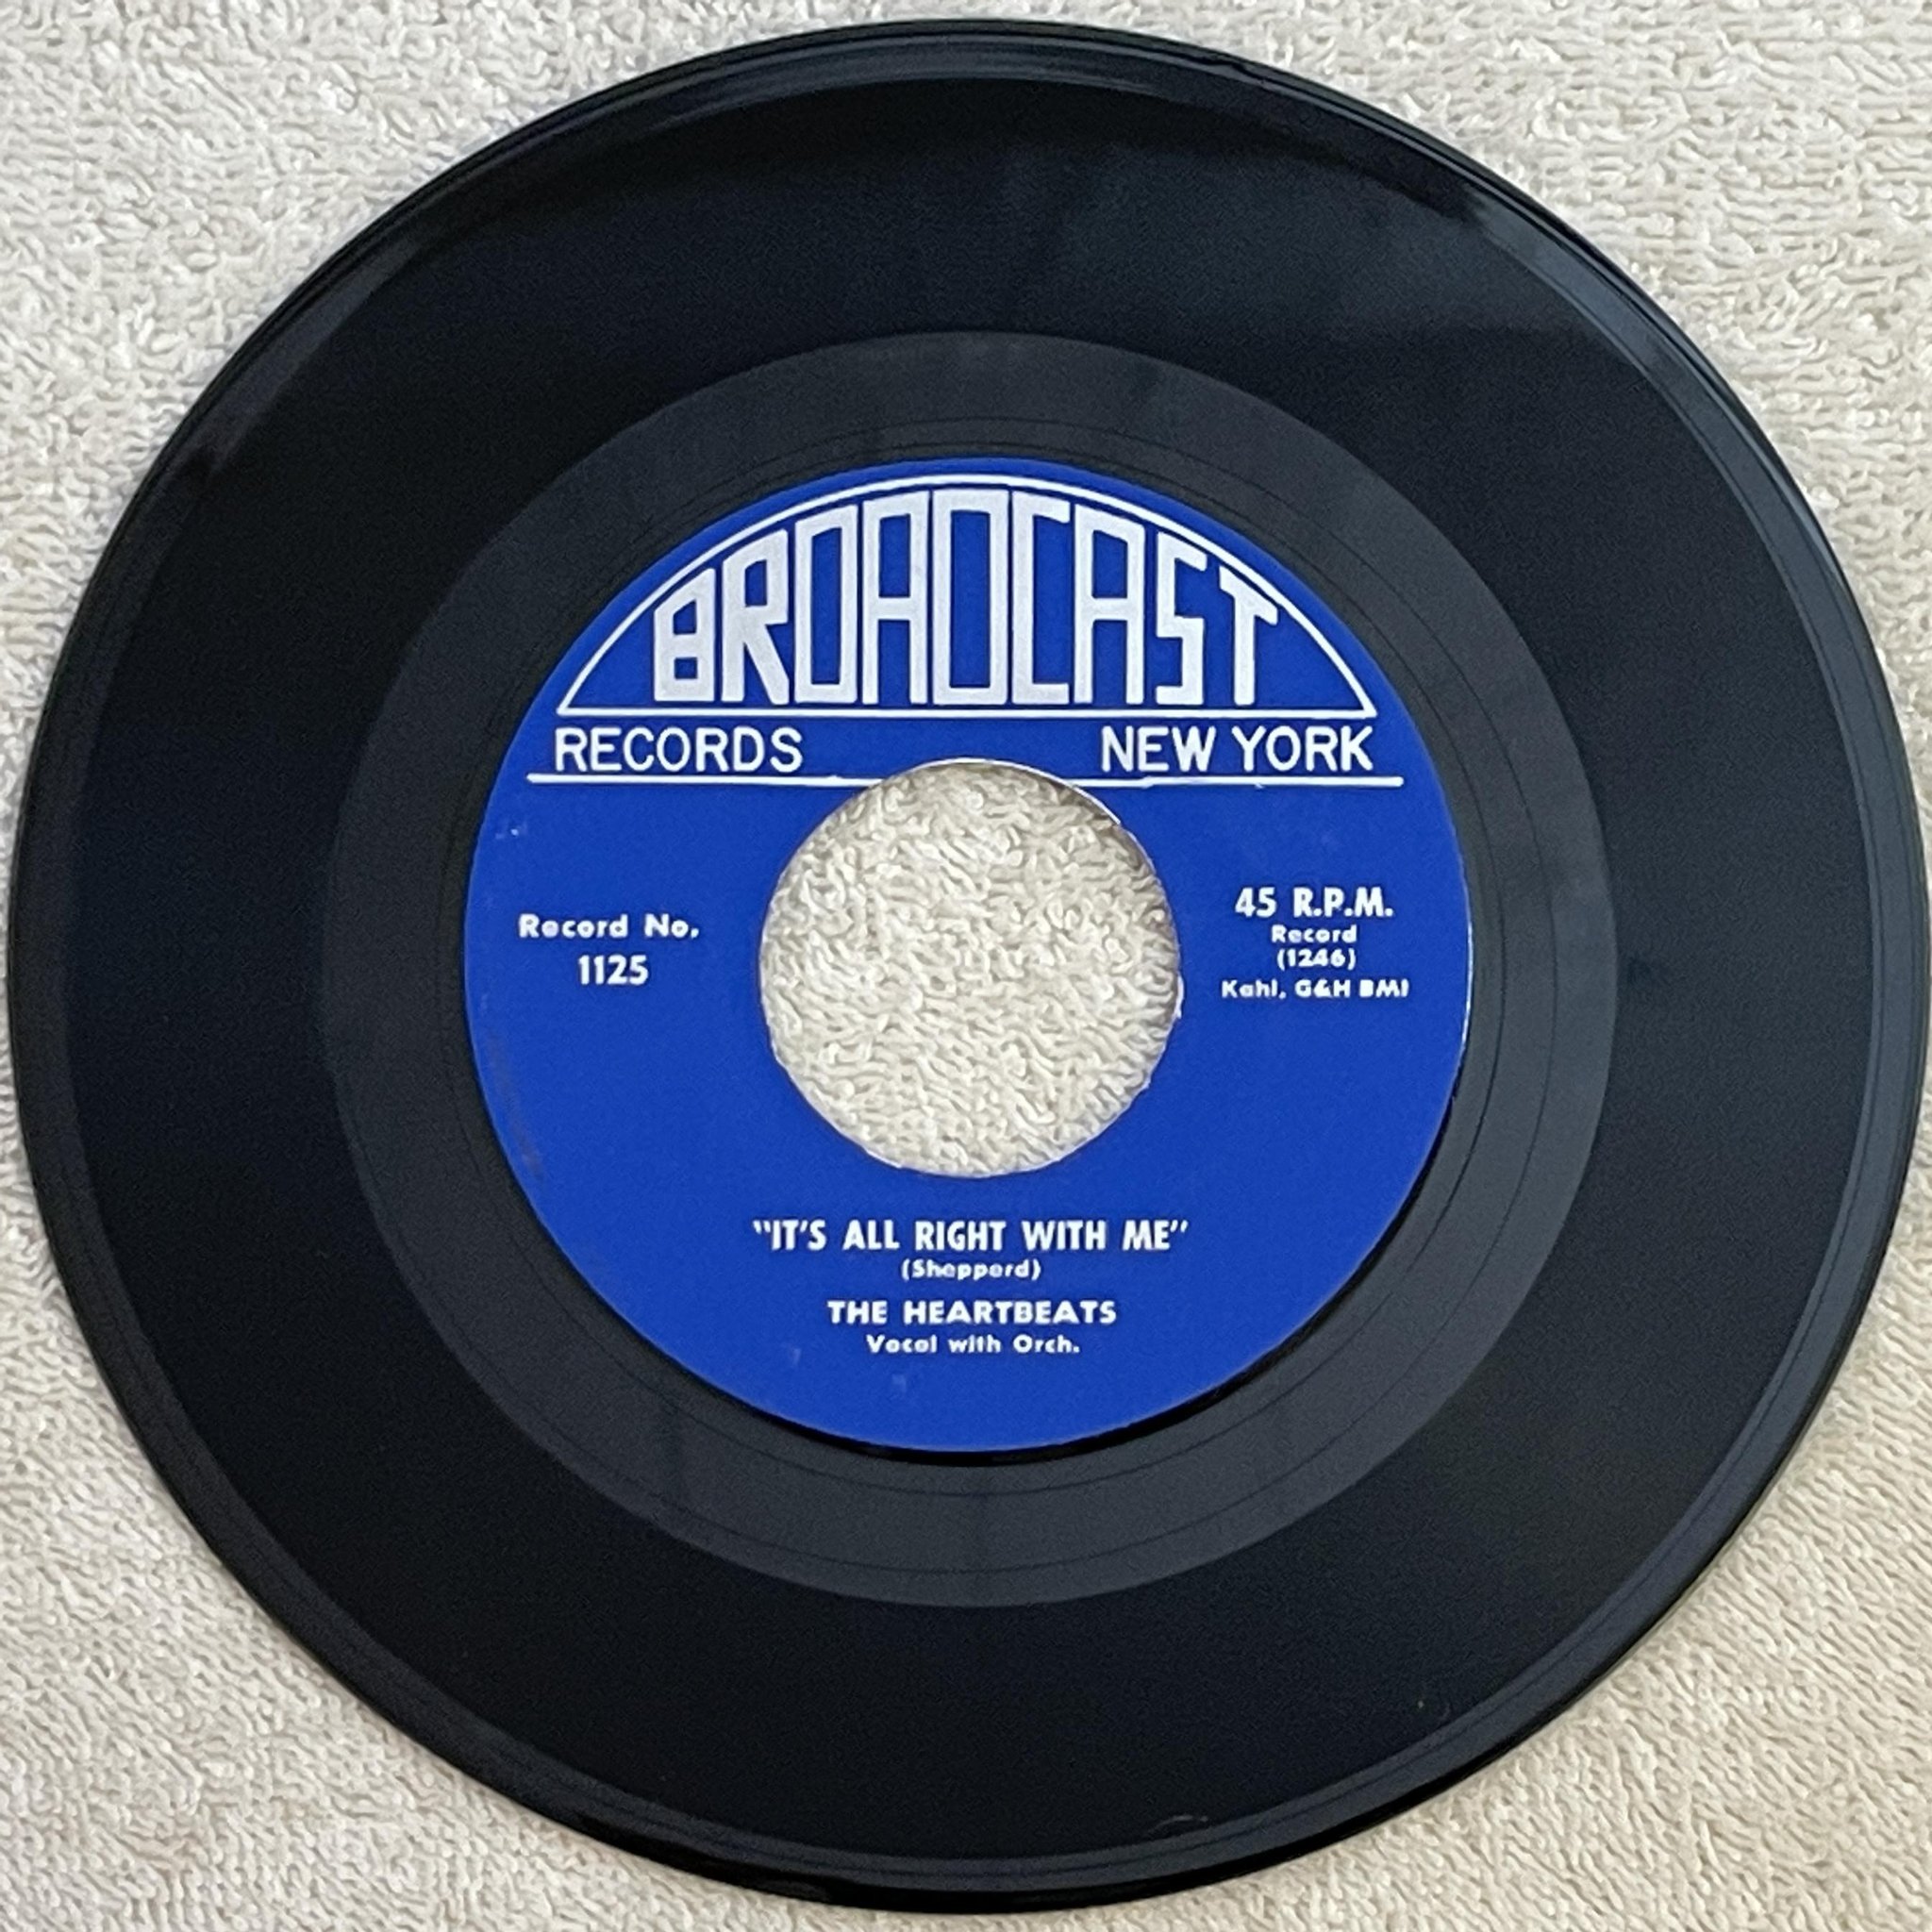 BROADCAST
RECORDS NEW YORK
Record No.
1125
45 R.P.M.
Record
(1246)
Kahl, G&H BMI
"IT'S ALL RIGHT WITH ME"
(Shepperd)
THE HEARTBEATS
Vocal with Orch.